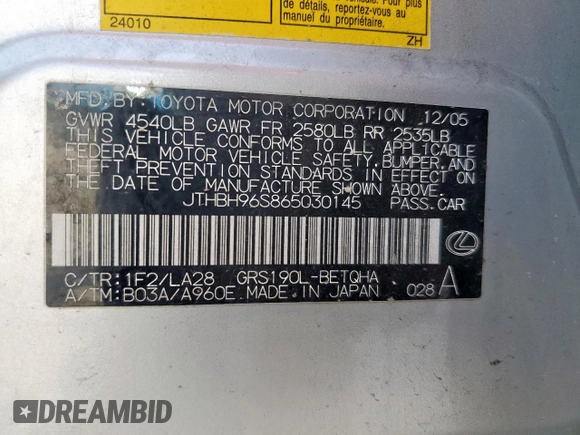 de détails, reportez-vous au
manuel du propriétaire.
24010
ZH
MFD. BY: TOYOTA MOTOR CORPORATION 12/05
GVWR 4540LB GAWR FR 2580LB RR 2535LB
THIS VEHICLE CONFORMS TO ALL APPLICABLE
FEDERAL MOTOR VEHICLE SAFETY, BUMPER, AND
THEFT PREVENTION STANDARDS IN EFFECT ON
THE DATE OF MANUFACTURE SHOWN ABOVE.
JTHBH96S865030145 PASS. CAR
C/TR: 1F2/LA28 GRS190L-BETQHA
A/TM: B03A/A960E MADE IN JAPAN 028 A
DREAMBID